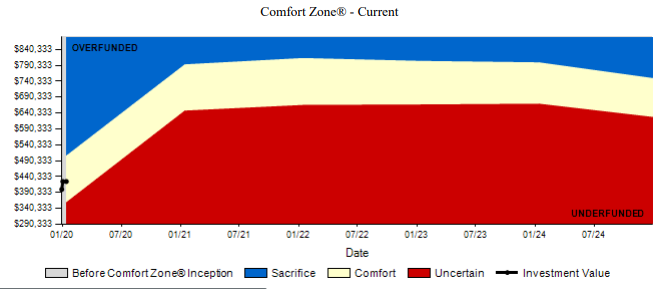 Comfort Zone® - Current
$840,333
$790,333
$740,333
$690,333
$640,333
$590,333
$540,333
$490,333
$440,333
$390,333
$340,333
$290,333
OVERFUNDED
UNDERFUNDED
01/20 07/20 01/21 07/21 01/22 07/22 01/23 07/23 01/24 07/24
Date
Before Comfort Zone® Inception Sacrifice Comfort Uncertain Investment Value